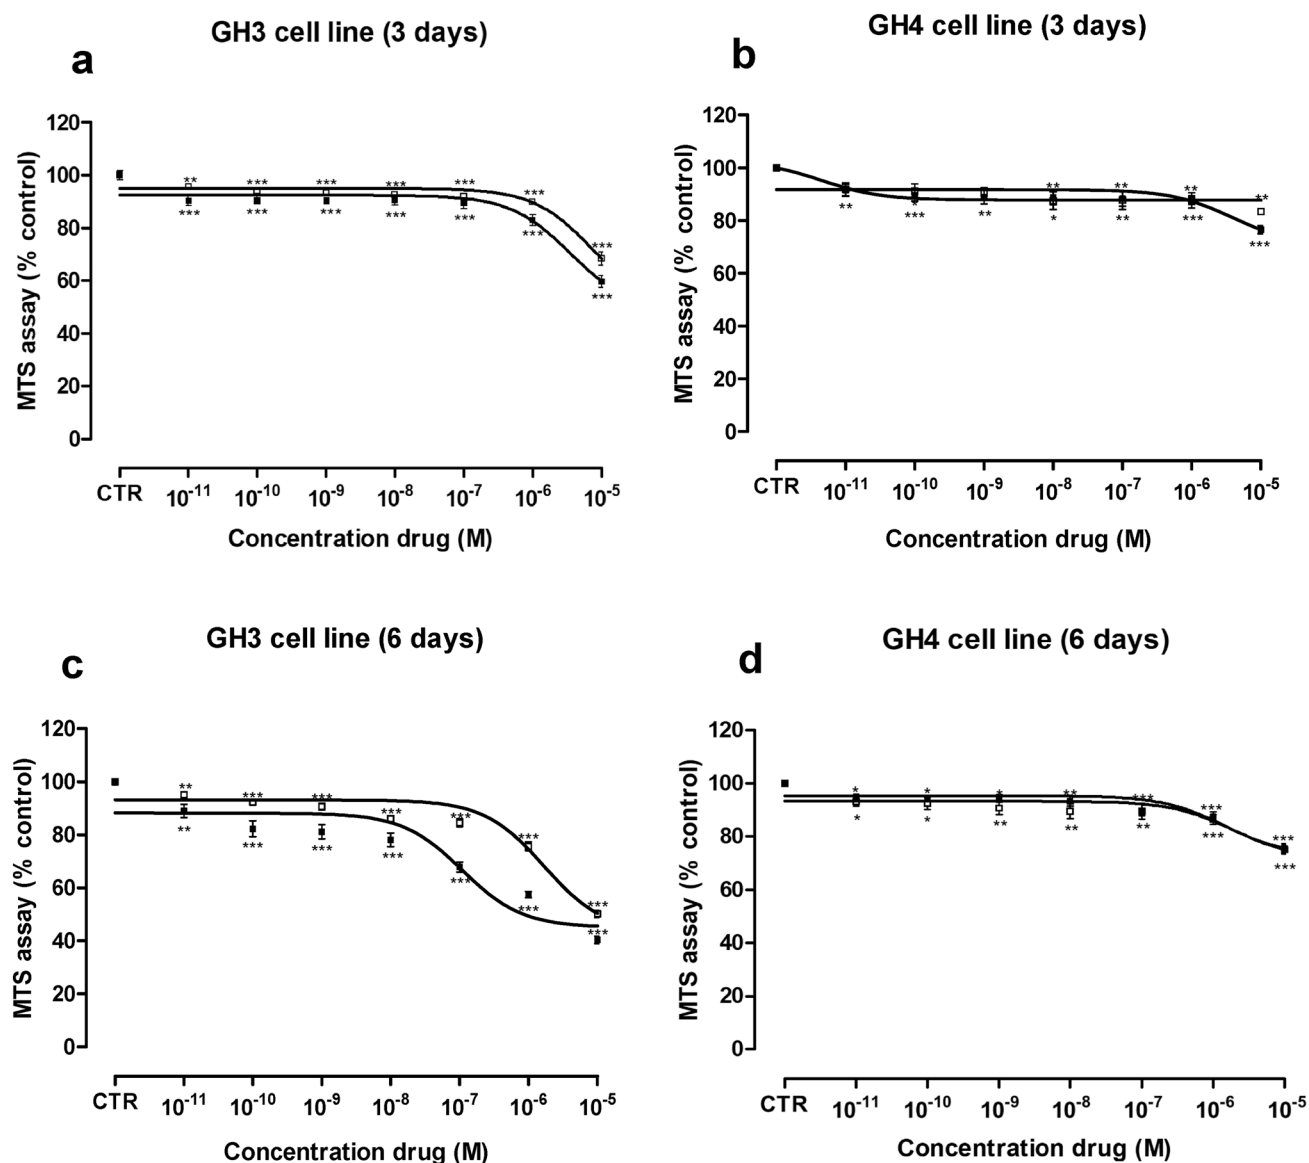 GH3 cell line (3 days)
a
MTS assay (% control)
120
100
80
60
40
20
0
** *** *** *** *** *** ***
*** *** *** *** *** *** ***
CTR 10-11 10-10 10-9 10-8 10-7 10-6 10-5
Concentration drug (M)
GH4 cell line (3 days)
b
MTS assay (% control)
120
100
80
60
40
20
0
** ** ** **
** *** ** * ** *** ***
CTR 10-11 10-10 10-9 10-8 10-7 10-6 10-5
Concentration drug (M)
GH3 cell line (6 days)
c
MTS assay (% control)
120
100
80
60
40
20
0
** *** *** *** *** *** ***
** *** *** *** *** *** ***
CTR 10-11 10-10 10-9 10-8 10-7 10-6 10-5
Concentration drug (M)
GH4 cell line (6 days)
d
MTS assay (% control)
120
100
80
60
40
20
0
* * * ** *** *** ***
* * ** ** ** *** ***
CTR 10-11 10-10 10-9 10-8 10-7 10-6 10-5
Concentration drug (M)